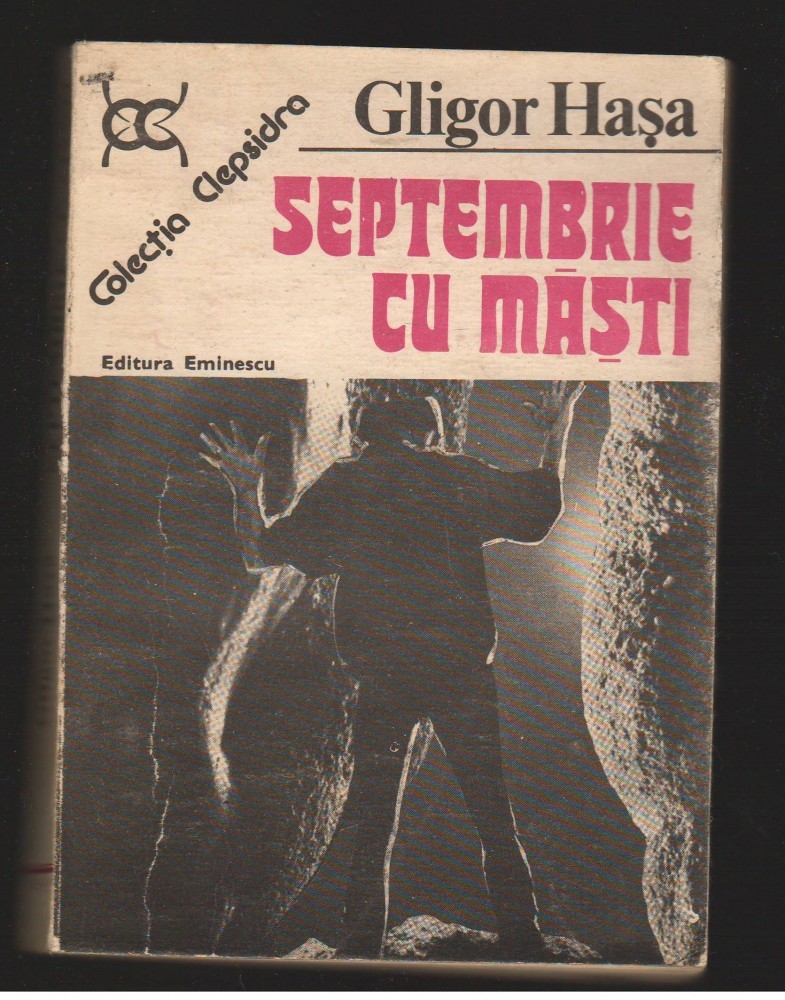 Gligor Hașa
Colecția Clepsidra
SEPTEMBRIE
CU MĂȘTI
Editura Eminescu